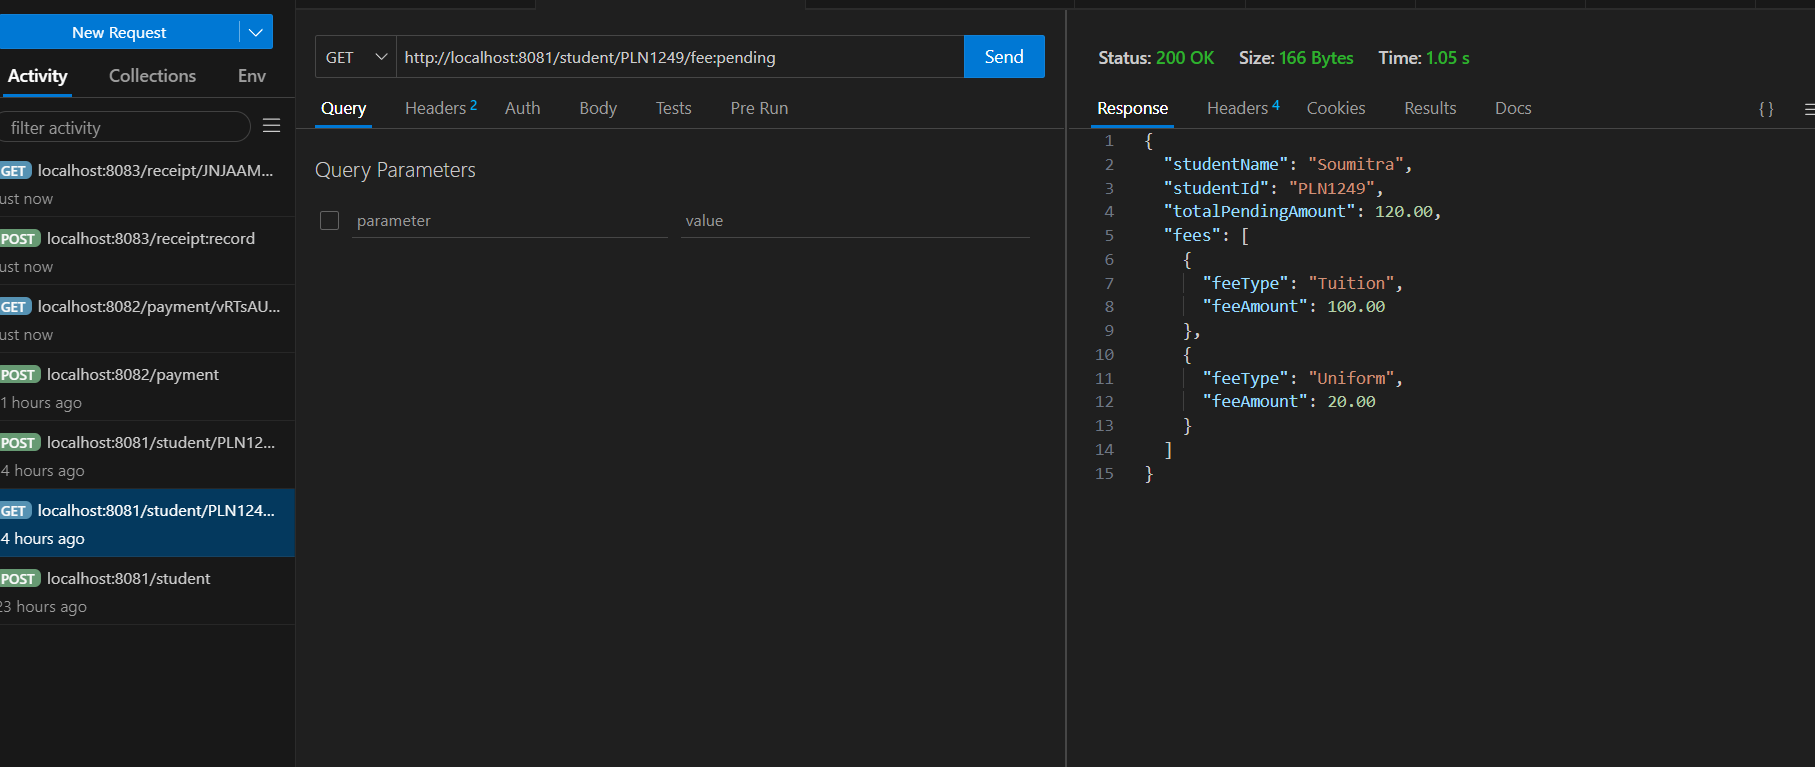 New Request
Activity Collections Env
filter activity
GET localhost:8083/receipt/JNJAAM...
ust now
POST localhost:8083/receipt:record
ust now
GET localhost:8082/payment/vRTsAU...
ust now
POST localhost:8082/payment
1 hours ago
POST localhost:8081/student/PLN12...
4 hours ago
GET localhost:8081/student/PLN124...
4 hours ago
POST localhost:8081/student
23 hours ago
GET http://localhost:8081/student/PLN1249/fee:pending Send
Query Headers 2 Auth Body Tests Pre Run
Query Parameters
parameter value
Status: 200 OK Size: 166 Bytes Time: 1.05 s
Response Headers 4 Cookies Results Docs { }
1 {
2 "studentName": "Soumitra",
3 "studentId": "PLN1249",
4 "totalPendingAmount": 120.00,
5 "fees": [
6 {
7 "feeType": "Tuition",
8 "feeAmount": 100.00
9 },
10 {
11 "feeType": "Uniform",
12 "feeAmount": 20.00
13 }
14 ]
15 }